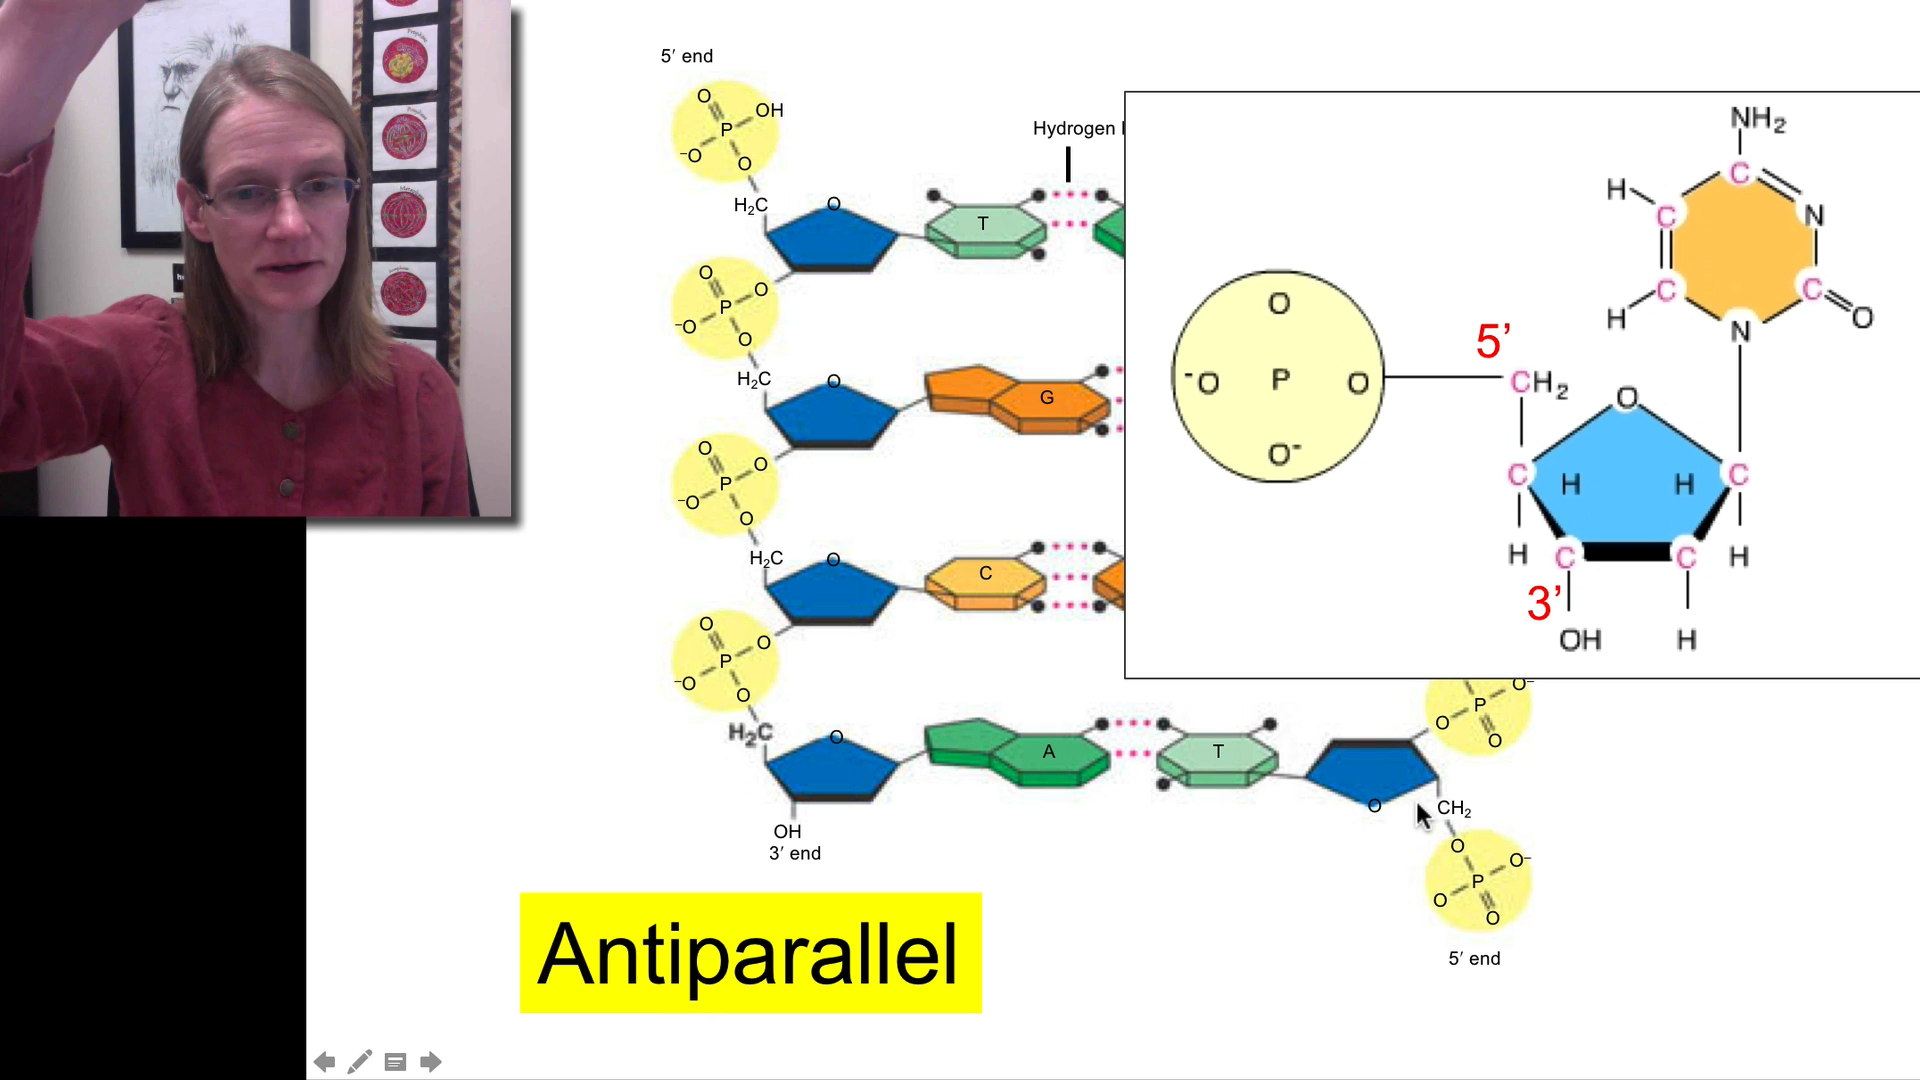 5′ end
O
OH
P
⁻O
O
H₂C
O
T
Hydrogen
O
P
O
⁻O
O
H₂C
O
G
O
P
O
⁻O
O
H₂C
O
C
O
P
O
⁻O
O
H₂C
O
A
T
OH
3′ end
O⁻
P
O
O
O
CH₂
O
O⁻
P
O
O
5′ end
NH₂
C
H
C
N
H
C
C
O
N
O
⁻O P O
O⁻
5’
CH₂
O
C
H
H
C
H
C
C
H
3’
OH
H
Antiparallel